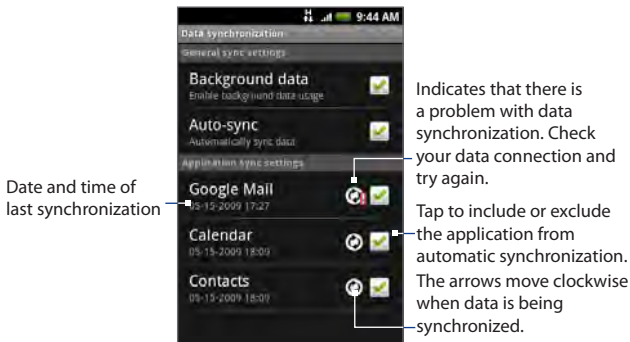 H
9:44 AM
Data synchronization
General sync settings
Background data
Enable background data usage
Auto-sync
Automatically sync data
Application sync settings
Google Mail
05-15-2009 17:27
Calendar
05-15-2009 18:09
Contacts
05-15-2009 18:09
Date and time of
last synchronization
Indicates that there is
a problem with data
synchronization. Check
your data connection and
try again.
Tap to include or exclude
the application from
automatic synchronization.
The arrows move clockwise
when data is being
synchronized.